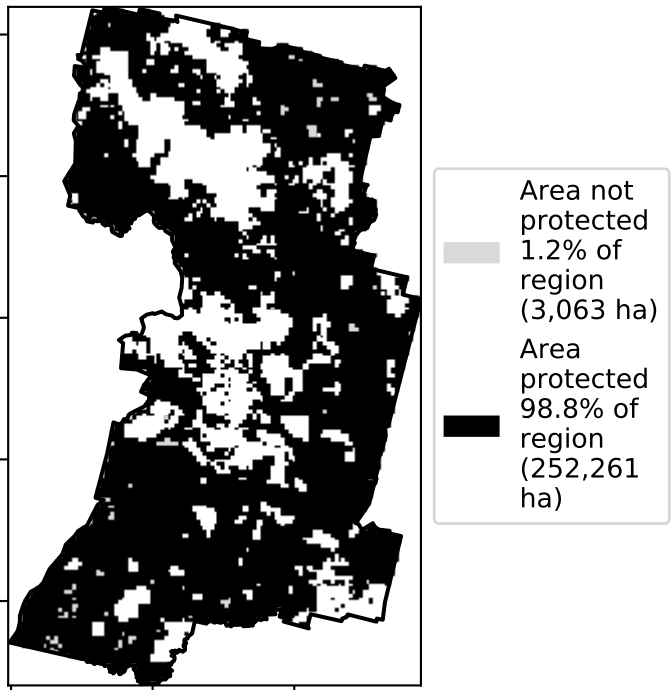 Area not
protected
1.2% of
region
(3,063 ha)
Area
protected
98.8% of
region
(252,261
ha)